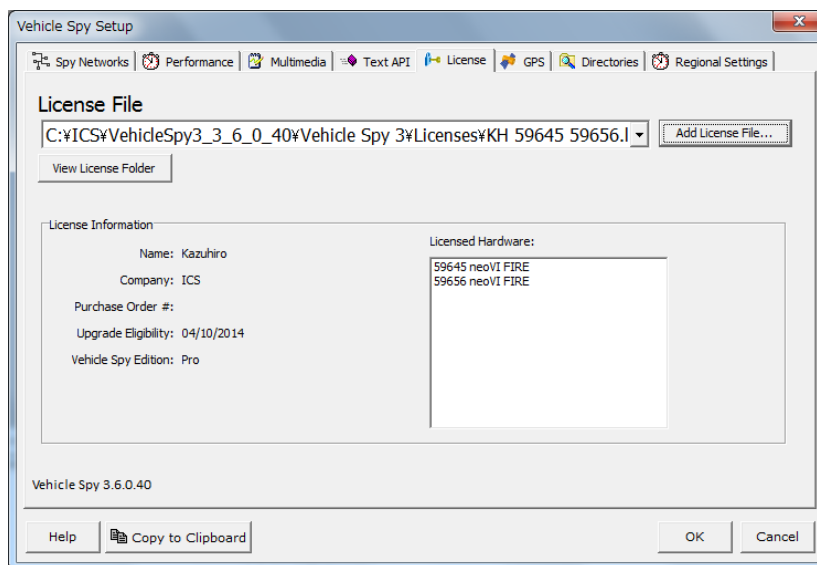 Vehicle Spy Setup
Spy Networks Performance Multimedia Text API License GPS Directories Regional Settings
License File
C:¥ICS¥VehicleSpy3_3_6_0_40¥Vehicle Spy 3¥Licenses¥KH 59645 59656.l Add License File...
View License Folder
License Information
Name: Kazuhiro
Company: ICS
Purchase Order #:
Upgrade Eligibility: 04/10/2014
Vehicle Spy Edition: Pro
Licensed Hardware:
59645 neoVI FIRE
59656 neoVI FIRE
Vehicle Spy 3.6.0.40
Help Copy to Clipboard OK Cancel